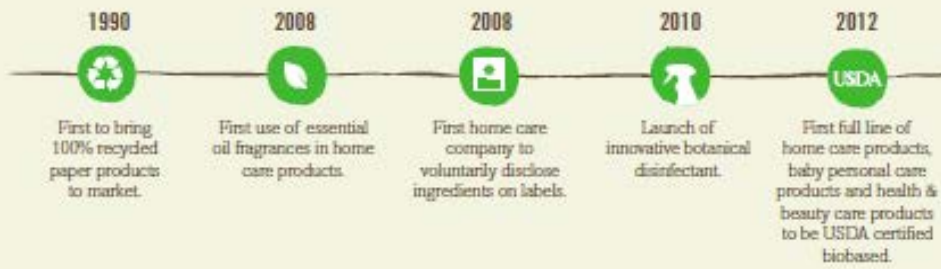 1990
First to bring
100% recycled
paper products
to market.
2008
First use of essential
oil fragrances in home
care products.
2008
First home care
company to
voluntarily disclose
ingredients on labels.
2010
Launch of
innovative botanical
disinfectant.
2012
USDA
First full line of
home care products,
baby personal care
products and health &
beauty care products
to be USDA certified
biobased.